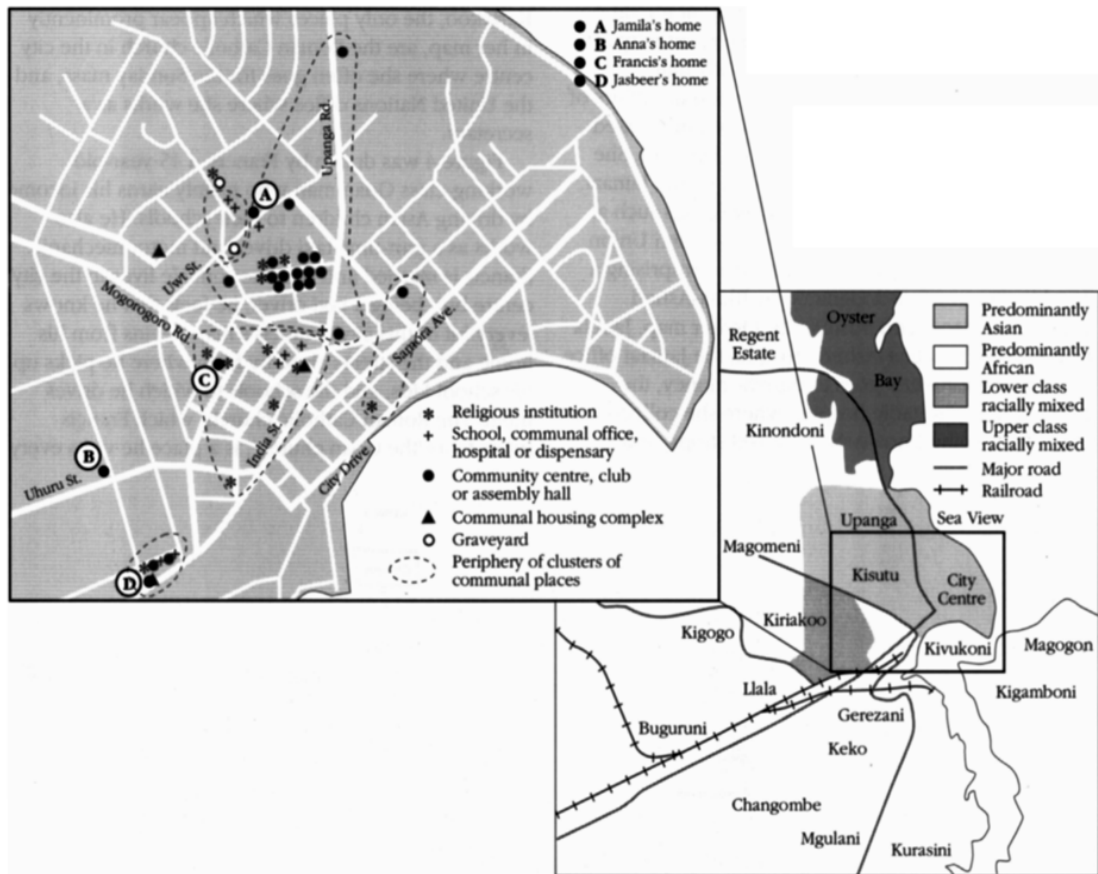 A Jamila's home
B Anna's home
C Francis's home
D Jasbeer's home
Upanga Rd.
A
Uwt St.
Mogorogoro Rd
Samora Ave.
C
India St.
City Drive
B
Uhuru St.
D
Religious institution
School, communal office,
hospital or dispensary
Community centre, club
or assembly hall
Communal housing complex
Graveyard
Periphery of clusters of
communal places
Oyster
Bay
Regent
Estate
Kinondoni
Predominantly
Asian
Predominantly
African
Lower class
racially mixed
Upper class
racially mixed
Major road
Railroad
Upanga
Sea View
Magomeni
Kisutu
City
Centre
Kiriakoo
Kigogo
Kivukoni
Magogon
Llala
Kigamboni
Buguruni
Gerezani
Keko
Changombe
Mgulani
Kurasini